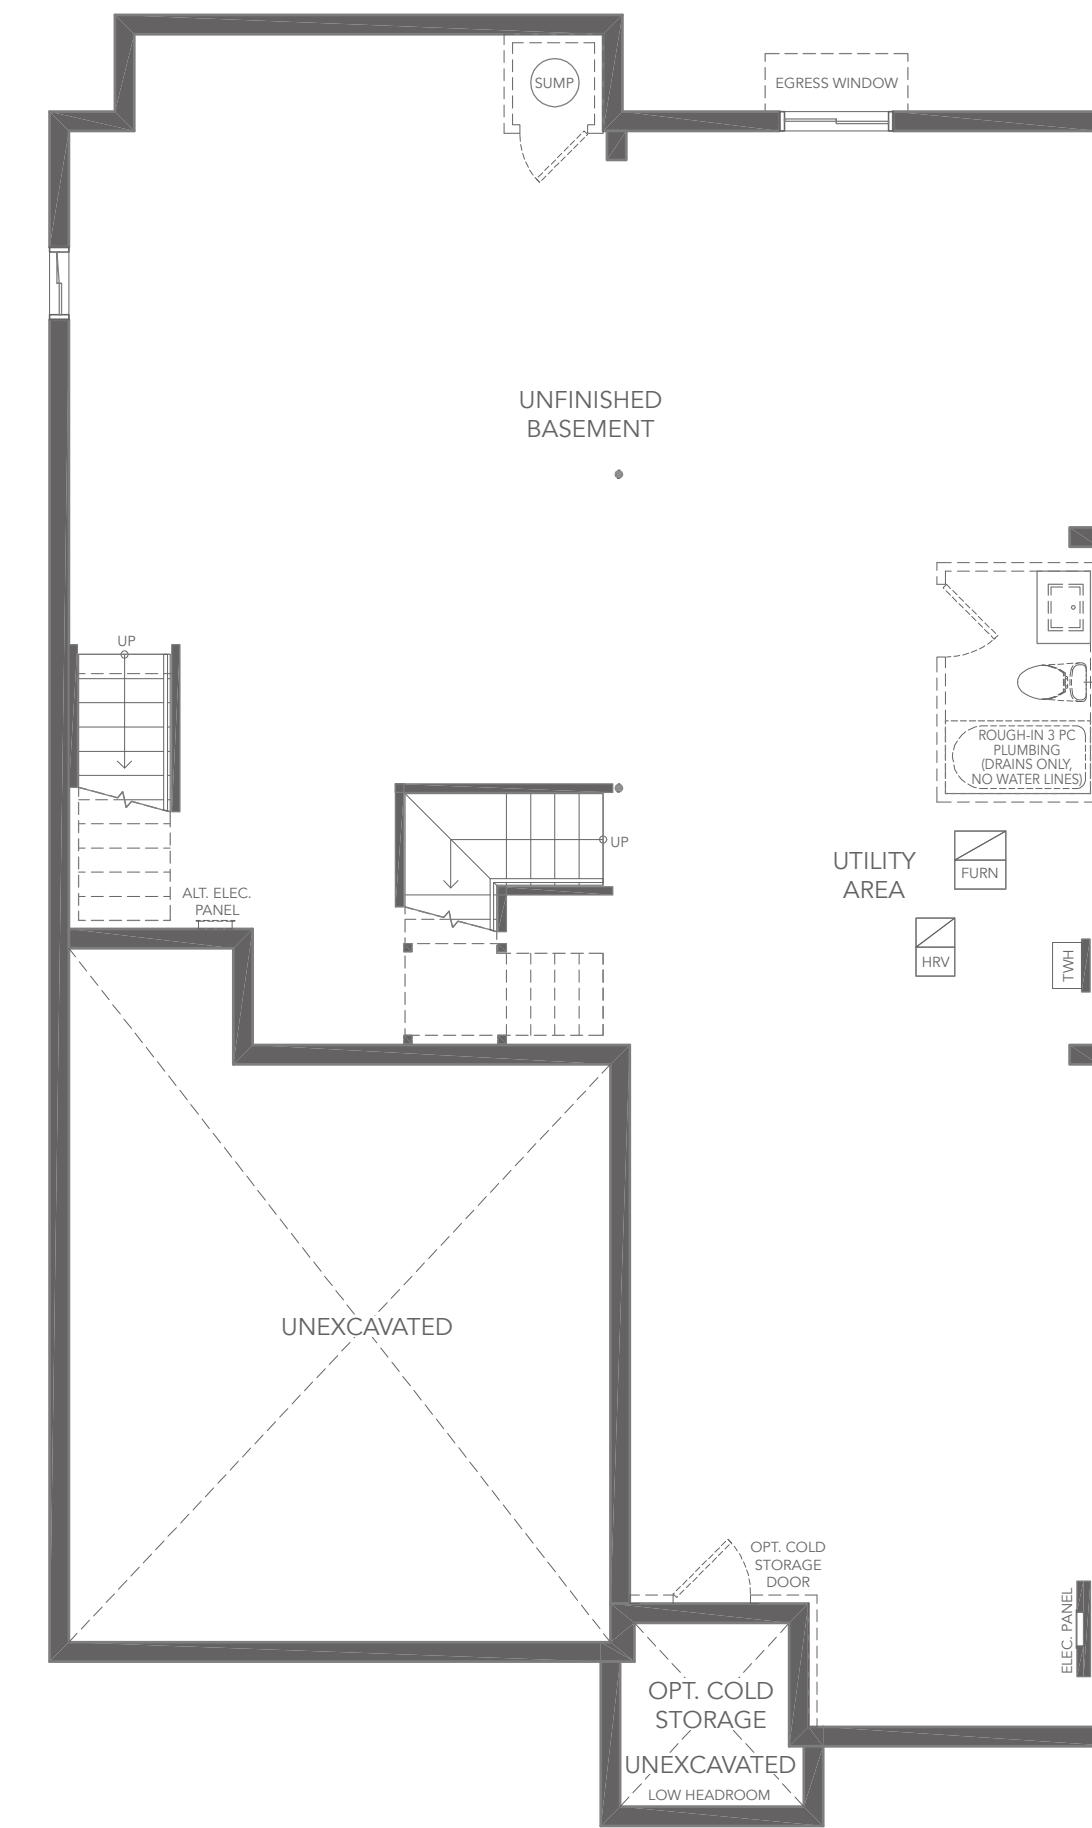 SUMP
EGRESS WINDOW
UNFINISHED
BASEMENT
UP
ROUGH-IN 3 PC
PLUMBING
(DRAINS ONLY,
NO WATER LINES)
UP
UTILITY
AREA
FURN
ALT. ELEC.
PANEL
HRV
TWH
UNEXCAVATED
OPT. COLD
STORAGE
DOOR
ELEC. PANEL
OPT. COLD
STORAGE
UNEXCAVATED
LOW HEADROOM